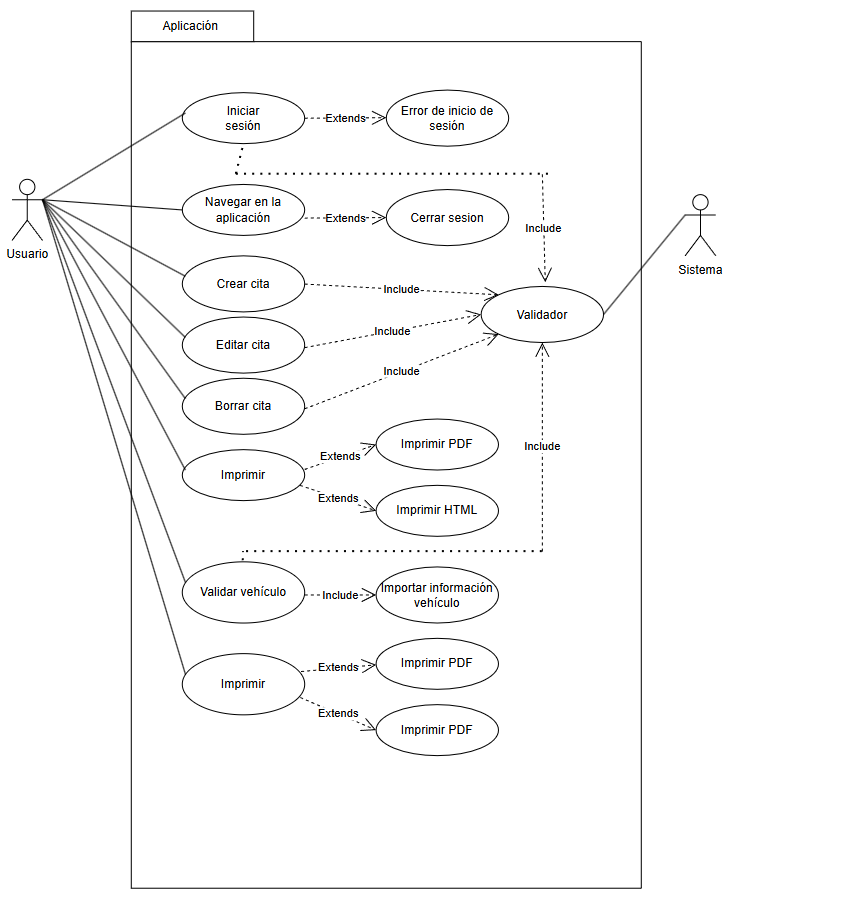 Aplicación
Iniciar
sesión
Extends
Error de inicio de
sesión
Usuario
Navegar en la
aplicación
Extends
Cerrar sesion
Include
Sistema
Crear cita
Include
Validador
Editar cita
Include
Borrar cita
Include
Imprimir
Extends
Imprimir PDF
Extends
Imprimir HTML
Include
Validar vehículo
Include
Importar información
vehículo
Imprimir
Extends
Imprimir PDF
Extends
Imprimir PDF